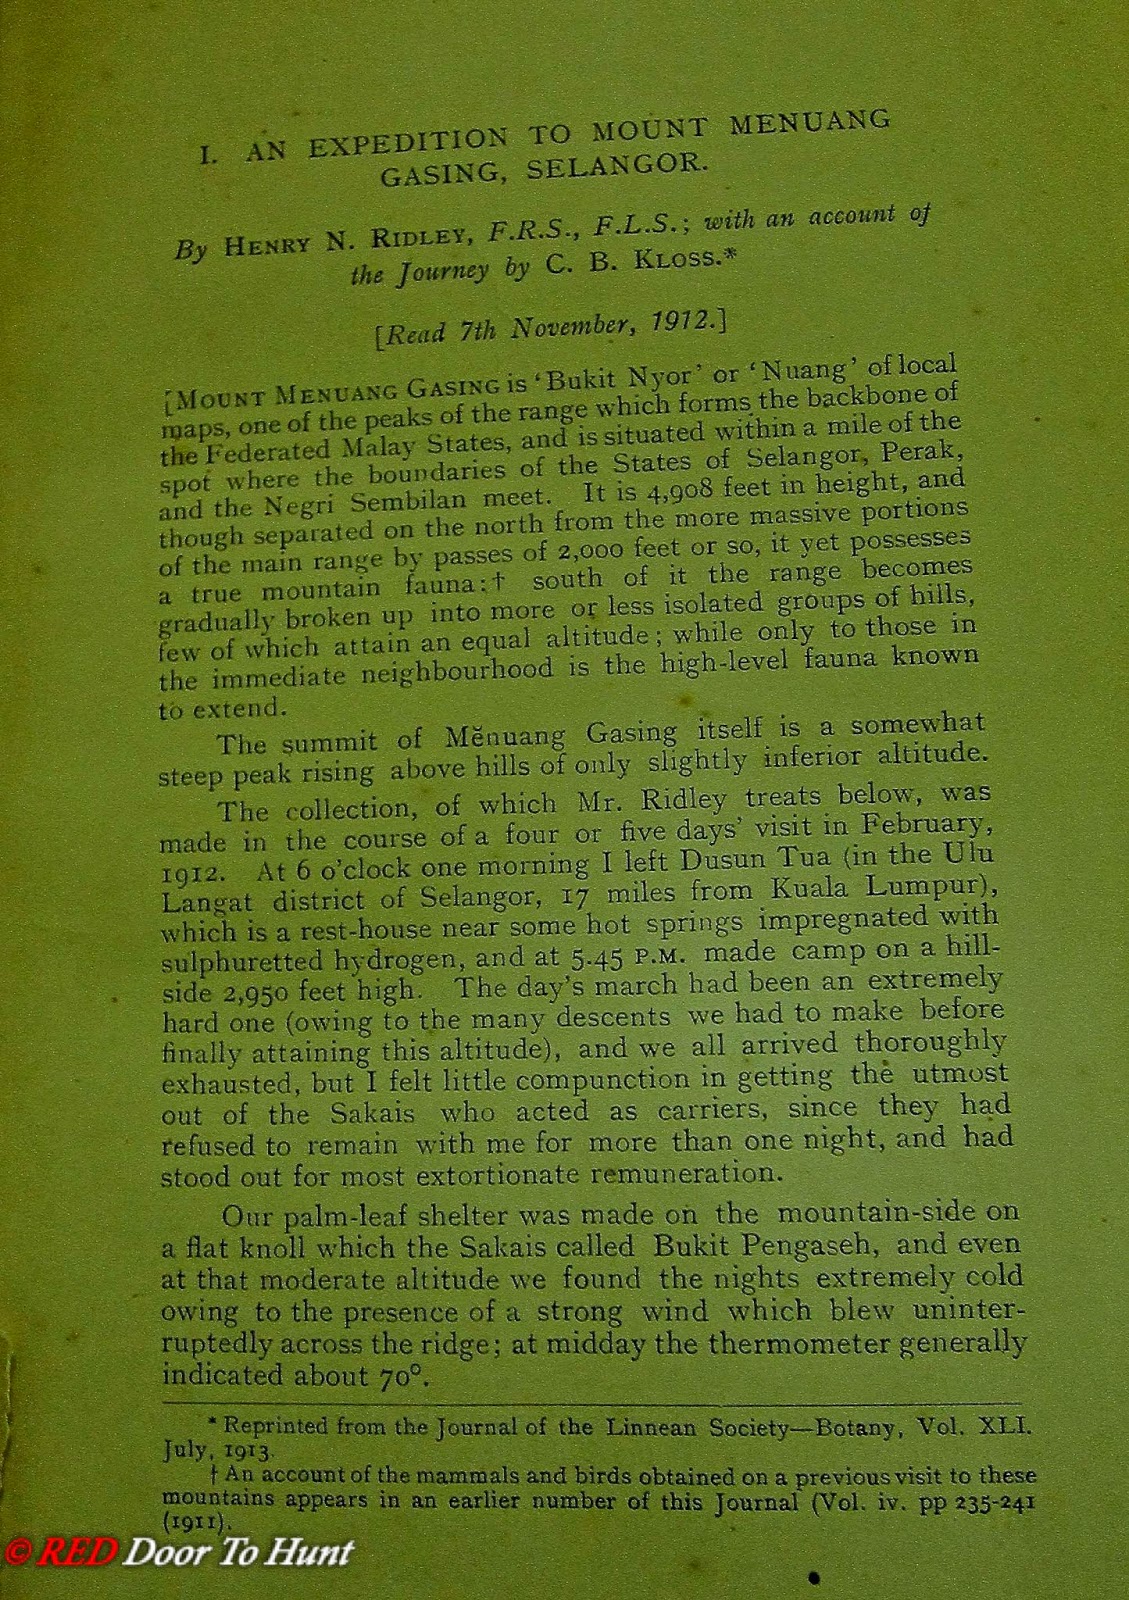 I. AN EXPEDITION TO MOUNT MENUANG
GASING, SELANGOR.
By HENRY N. RIDLEY, F.R.S., F.L.S.; with an account of
the Journey by C. B. KLOSS.*
[Read 7th November, 1912.]
[MOUNT MENUANG GASING is 'Bukit Nyor' or 'Nuang' of local
maps, one of the peaks of the range which forms the backbone of
the Federated Malay States, and is situated within a mile of the
spot where the boundaries of the States of Selangor, Perak,
and the Negri Sembilan meet. It is 4,908 feet in height, and
though separated on the north from the more massive portions
of the main range by passes of 2,000 feet or so, it yet possesses
a true mountain fauna:† south of it the range becomes
gradually broken up into more or less isolated groups of hills,
few of which attain an equal altitude; while only to those in
the immediate neighbourhood is the high-level fauna known
to extend.
The summit of Mĕnuang Gasing itself is a somewhat
steep peak rising above hills of only slightly inferior altitude.
The collection, of which Mr. Ridley treats below, was
made in the course of a four or five days' visit in February,
1912. At 6 o'clock one morning I left Dusun Tua (in the Ulu
Langat district of Selangor, 17 miles from Kuala Lumpur),
which is a rest-house near some hot springs impregnated with
sulphuretted hydrogen, and at 5.45 P.M. made camp on a hill-
side 2,950 feet high. The day's march had been an extremely
hard one (owing to the many descents we had to make before
finally attaining this altitude), and we all arrived thoroughly
exhausted, but I felt little compunction in getting the utmost
out of the Sakais who acted as carriers, since they had
refused to remain with me for more than one night, and had
stood out for most extortionate remuneration.
Our palm-leaf shelter was made on the mountain-side on
a flat knoll which the Sakais called Bukit Pengaseh, and even
at that moderate altitude we found the nights extremely cold
owing to the presence of a strong wind which blew uninter-
ruptedly across the ridge; at midday the thermometer generally
indicated about 70°.
* Reprinted from the Journal of the Linnean Society—Botany, Vol. XLI.
July, 1913.
† An account of the mammals and birds obtained on a previous visit to these
mountains appears in an earlier number of this Journal (Vol. iv. pp 235-241
(1911).
© RED Door To Hunt